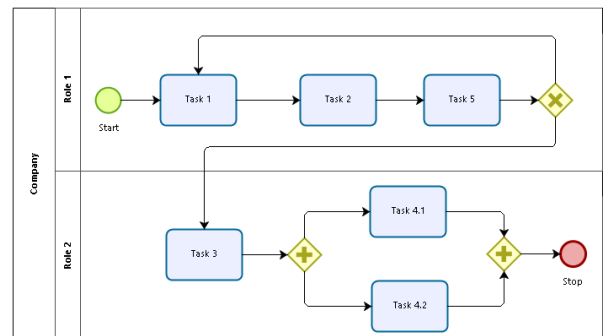 Company
Role 1
Start
Task 1
Task 2
Task 5
Role 2
Task 3
Task 4.1
Task 4.2
Stop